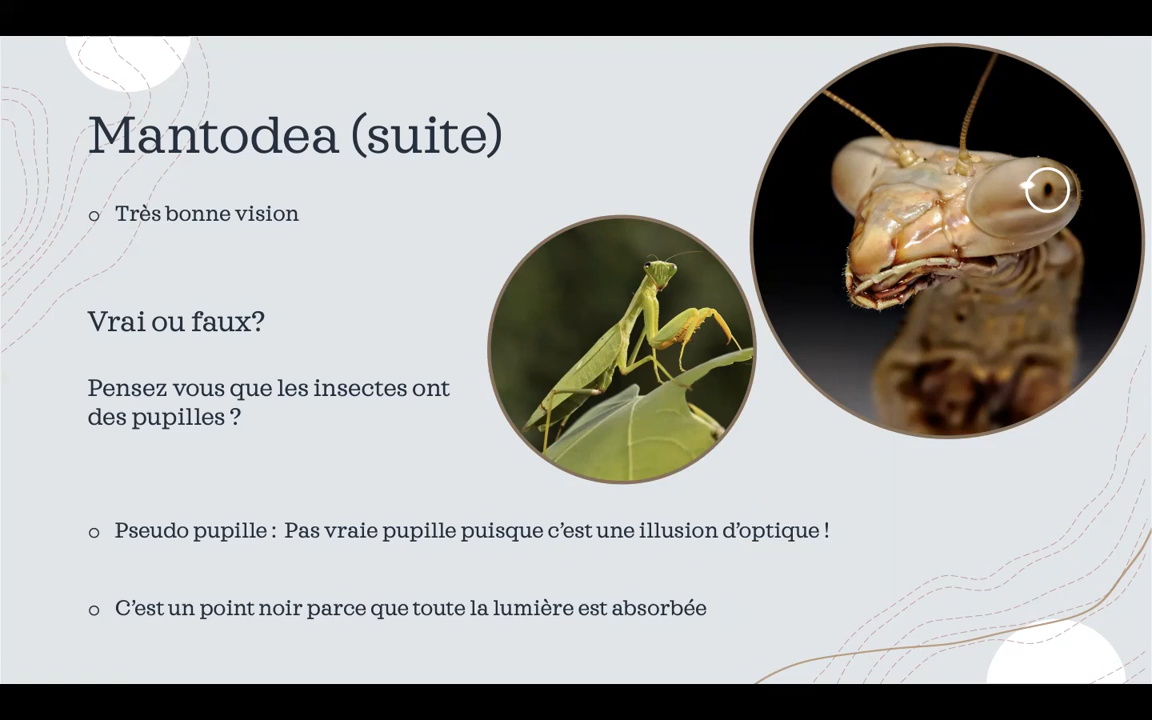 Mantodea (suite)
Très bonne vision
Vrai ou faux?
Pensez vous que les insectes ont
des pupilles ?
Pseudo pupille : Pas vraie pupille puisque c’est une illusion d’optique !
C’est un point noir parce que toute la lumière est absorbée